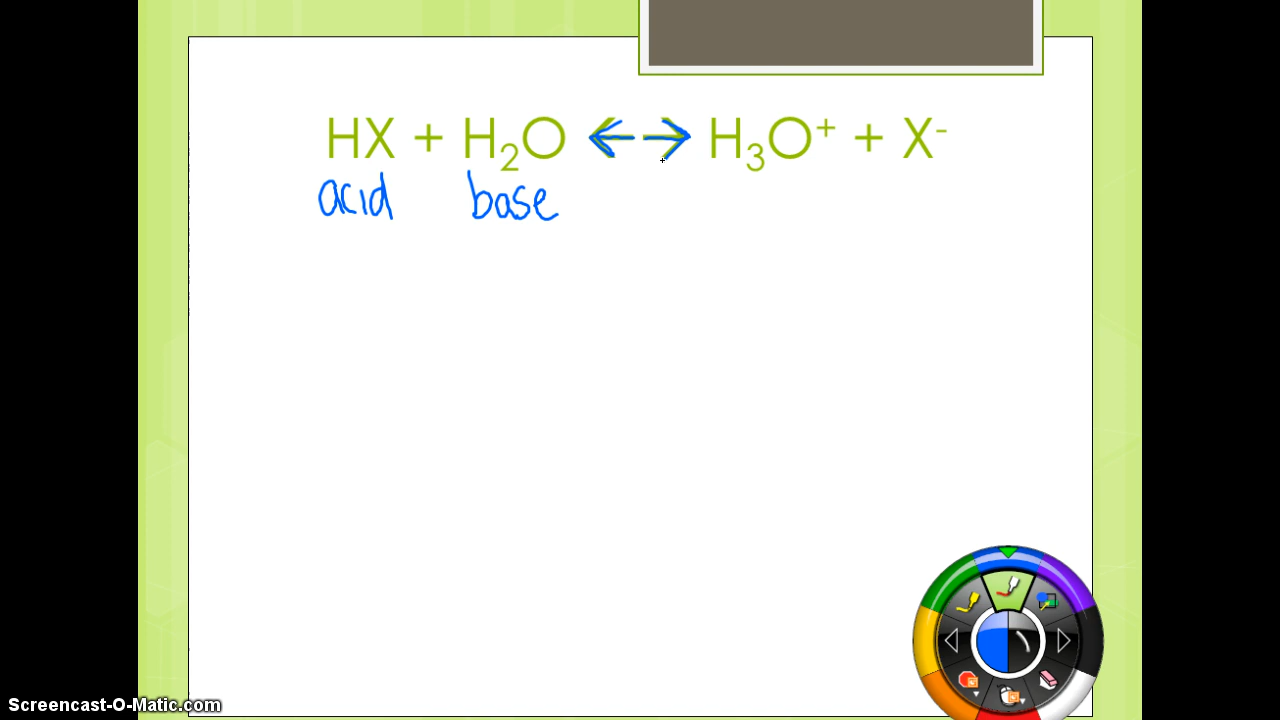 HX + H₂O ←→ H₃O⁺ + X⁻
acid base
Screencast-O-Matic.com